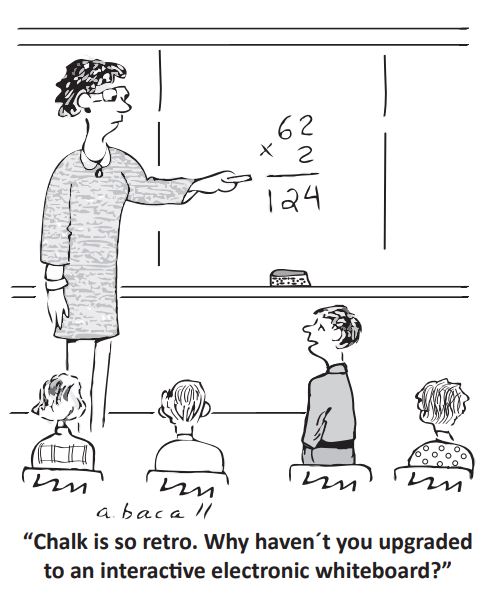 62
× 2
124
a. bacall
“Chalk is so retro. Why haven´t you upgraded
to an interactive electronic whiteboard?”